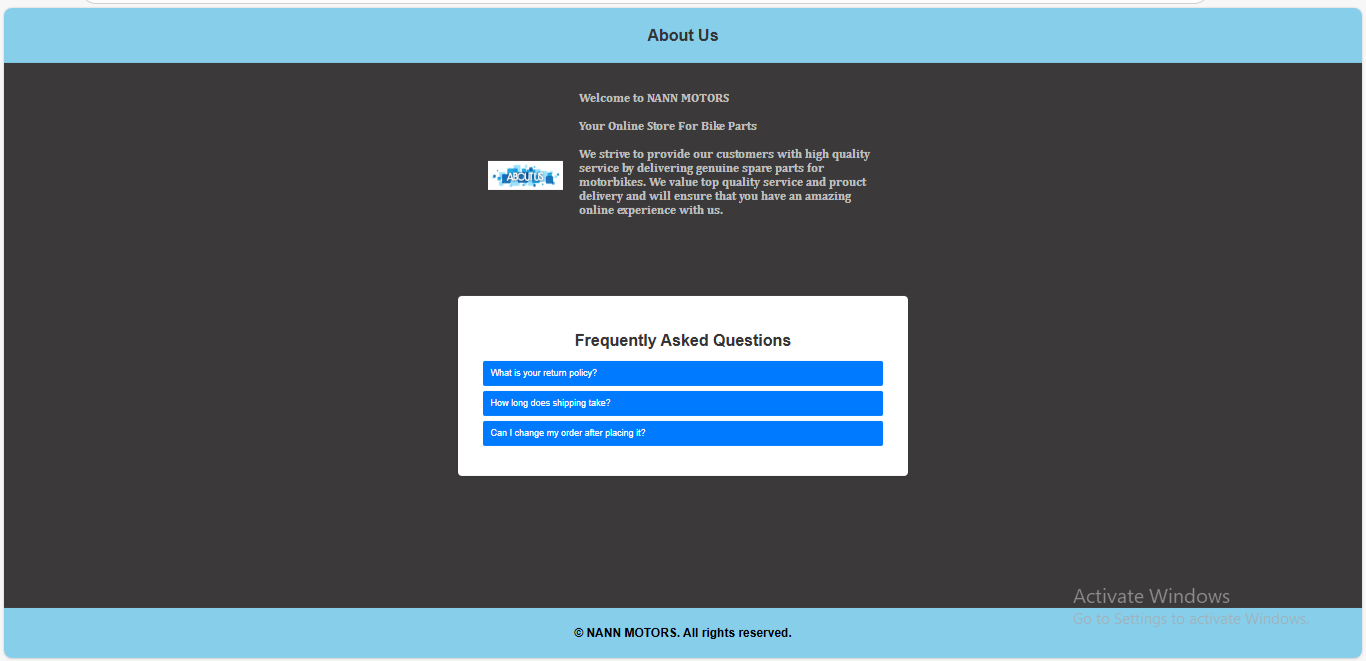 About Us
Welcome to NANN MOTORS
Your Online Store For Bike Parts
We strive to provide our customers with high quality
service by delivering genuine spare parts for
motorbikes. We value top quality service and prouct
delivery and will ensure that you have an amazing
online experience with us.
ABOUT US
Frequently Asked Questions
What is your return policy?
How long does shipping take?
Can I change my order after placing it?
Activate Windows
Go to Settings to activate Windows.
© NANN MOTORS. All rights reserved.